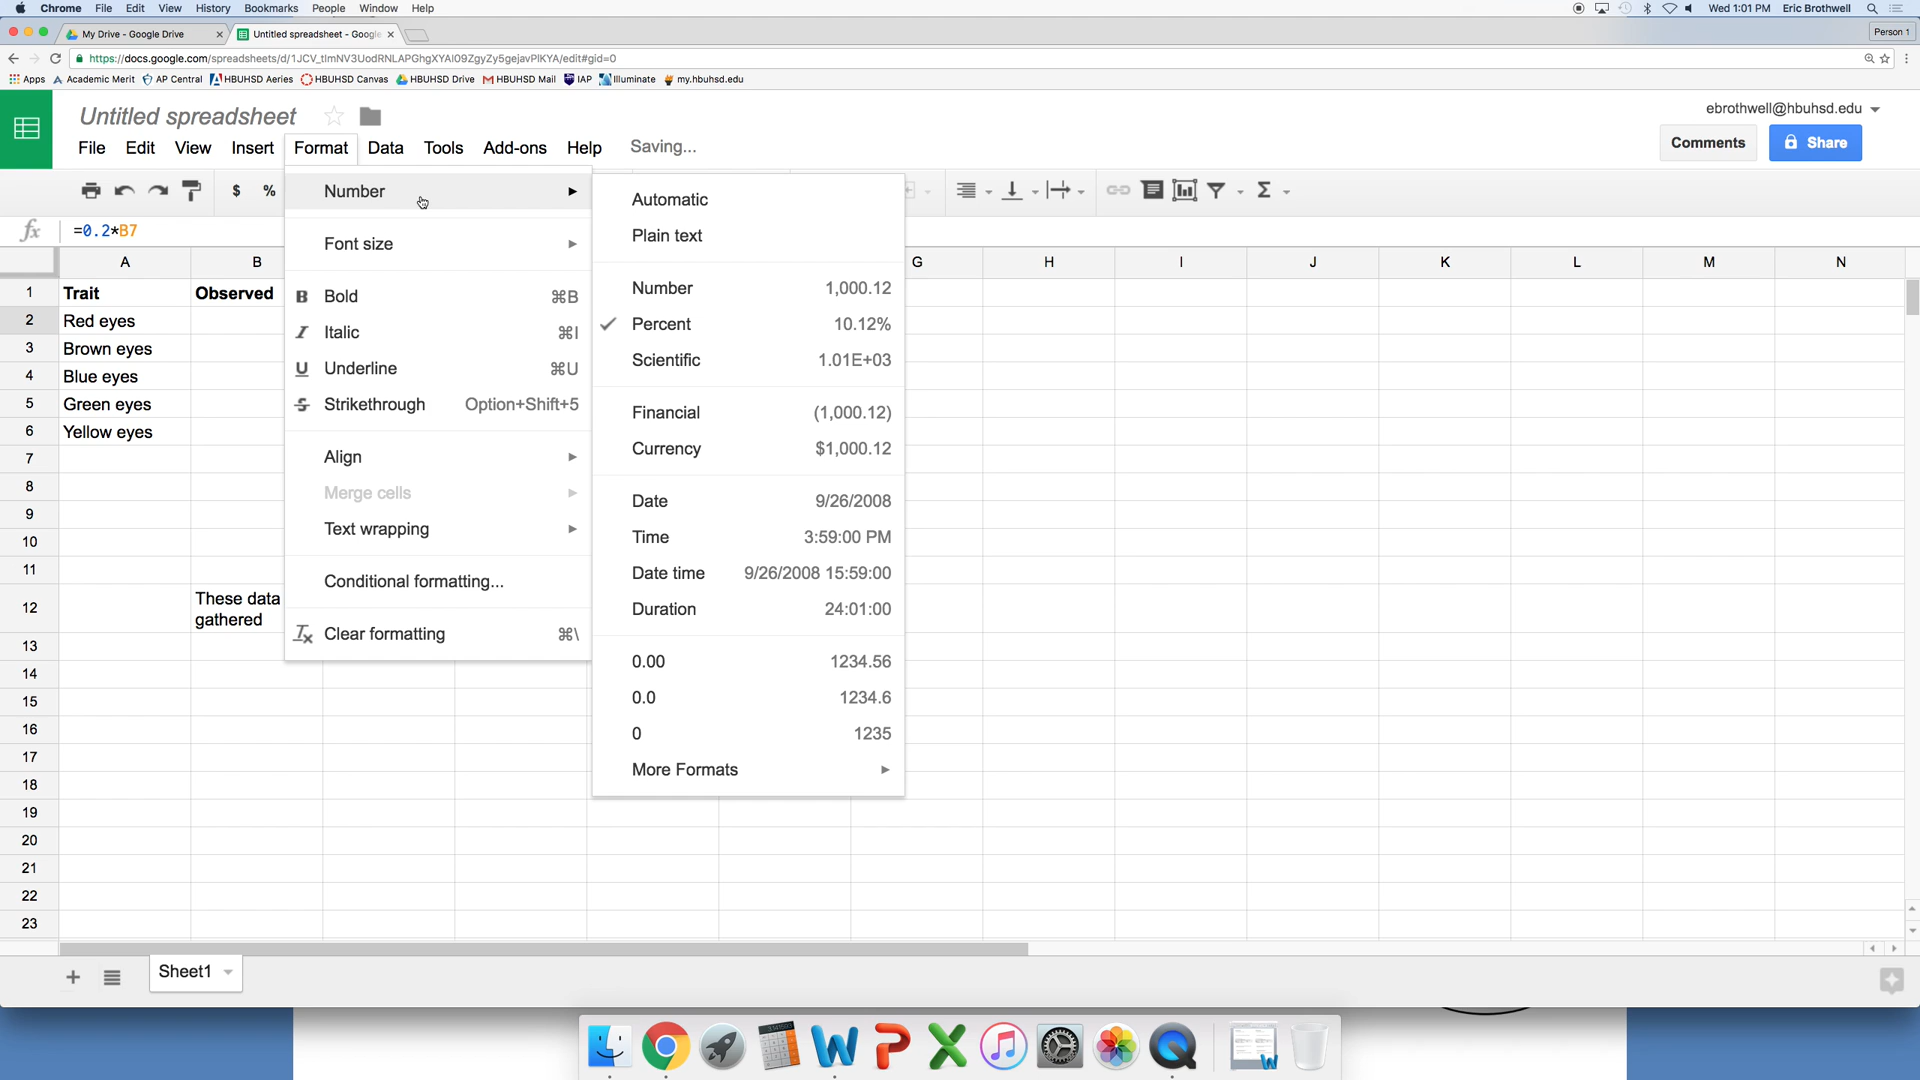 Chrome File Edit View History Bookmarks People Window Help Wed 1:01 PM Eric Brothwell
My Drive - Google Drive Untitled spreadsheet - Google Person 1
https://docs.google.com/spreadsheets/d/1JCV_tImNV3UodRNLAPGhgXYAI09ZgyZy5gejavPIKYA/edit#gid=0
Apps Academic Merit AP Central HBUHSD Aeries HBUHSD Canvas HBUHSD Drive HBUHSD Mail IAP Illuminate my.hbuhsd.edu
Untitled spreadsheet ebrothwell@hbuhsd.edu
File Edit View Insert Format Data Tools Add-ons Help Saving... Comments Share
$ % Σ
fx =0.2*B7
A B G H I J K L M N
1 Trait Observed
2 Red eyes
3 Brown eyes
4 Blue eyes
5 Green eyes
6 Yellow eyes
7
8
9
10
11
12 These data
gathered
13
14
15
16
17
18
19
20
21
22
23
Number
Font size
B Bold ⌘B
I Italic ⌘I
U Underline ⌘U
S Strikethrough Option+Shift+5
Align
Merge cells
Text wrapping
Conditional formatting...
Clear formatting ⌘\
Automatic
Plain text
Number 1,000.12
Percent 10.12%
Scientific 1.01E+03
Financial (1,000.12)
Currency $1,000.12
Date 9/26/2008
Time 3:59:00 PM
Date time 9/26/2008 15:59:00
Duration 24:01:00
0.00 1234.56
0.0 1234.6
0 1235
More Formats
Sheet1